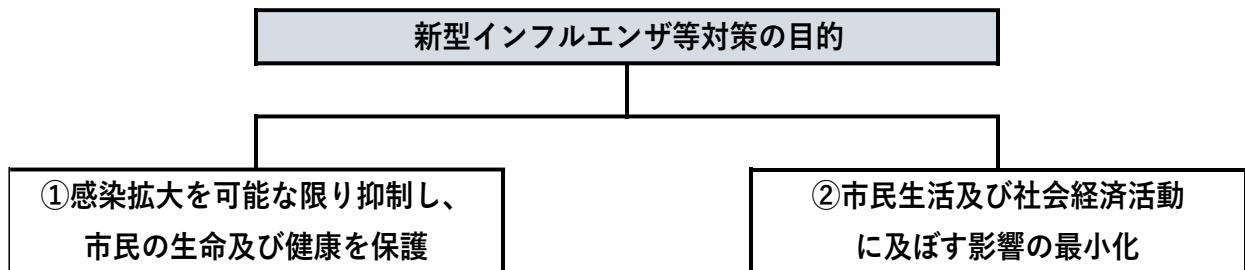 新型インフルエンザ等対策の目的
①感染拡大を可能な限り抑制し、
市民の生命及び健康を保護
②市民生活及び社会経済活動
に及ぼす影響の最小化